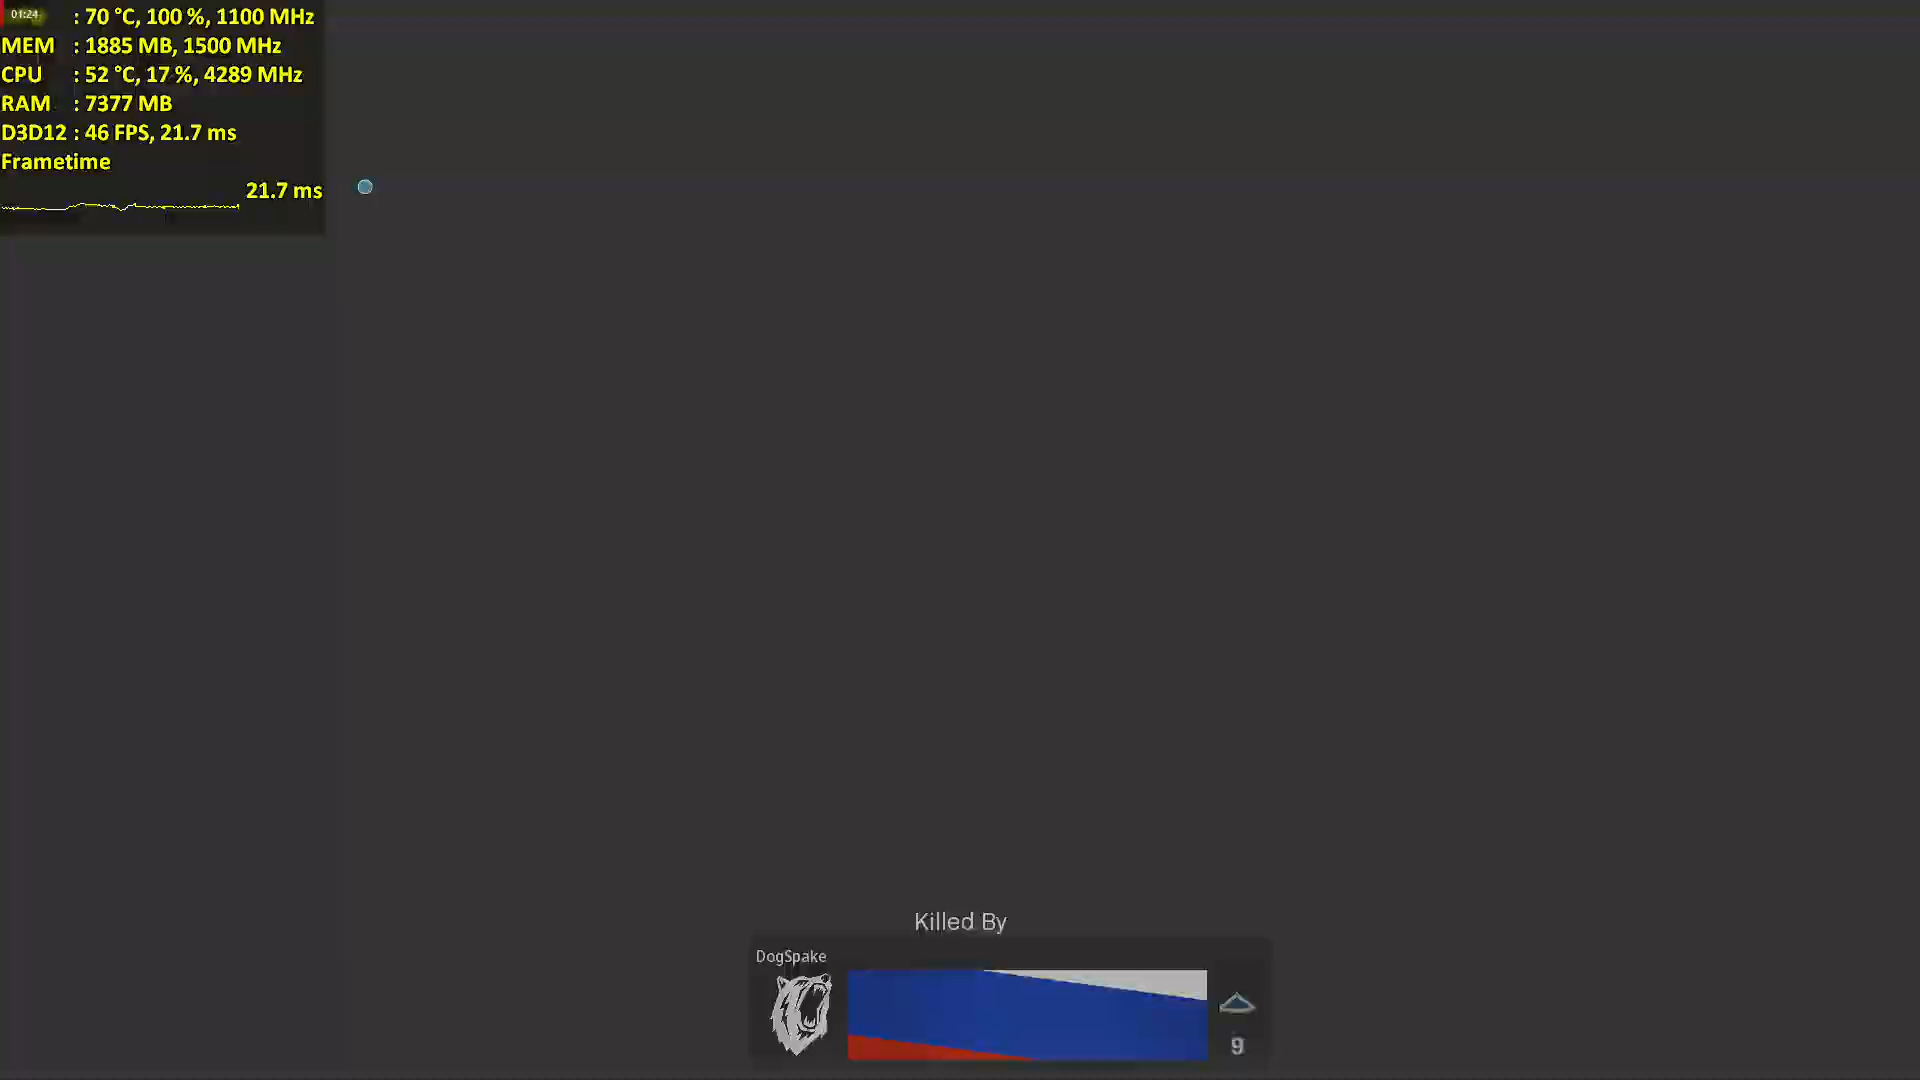 01:24
: 70 °C, 100 %, 1100 MHz
MEM : 1885 MB, 1500 MHz
CPU : 52 °C, 17 %, 4289 MHz
RAM : 7377 MB
D3D12 : 46 FPS, 21.7 ms
Frametime
21.7 ms
Killed By
DogSpake
9